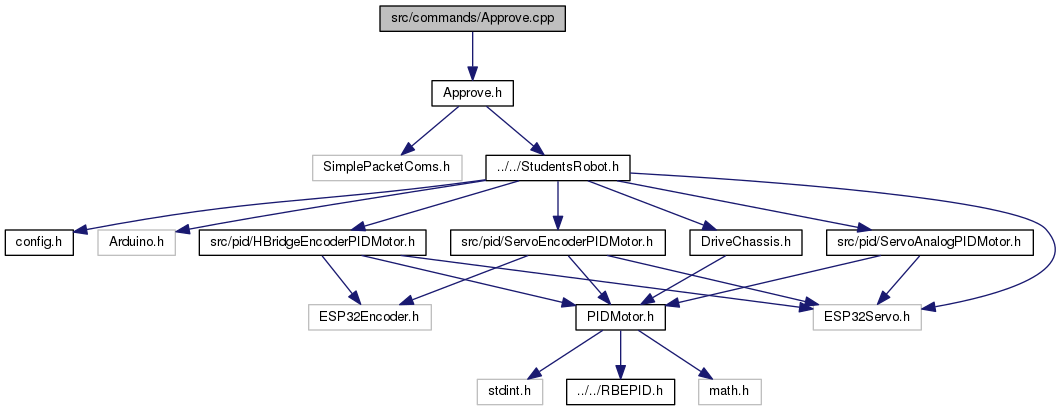 src/commands/Approve.cpp
Approve.h
SimplePacketComs.h
../../StudentsRobot.h
config.h
Arduino.h
src/pid/HBridgeEncoderPIDMotor.h
src/pid/ServoEncoderPIDMotor.h
DriveChassis.h
src/pid/ServoAnalogPIDMotor.h
ESP32Encoder.h
PIDMotor.h
ESP32Servo.h
stdint.h
../../RBEPID.h
math.h